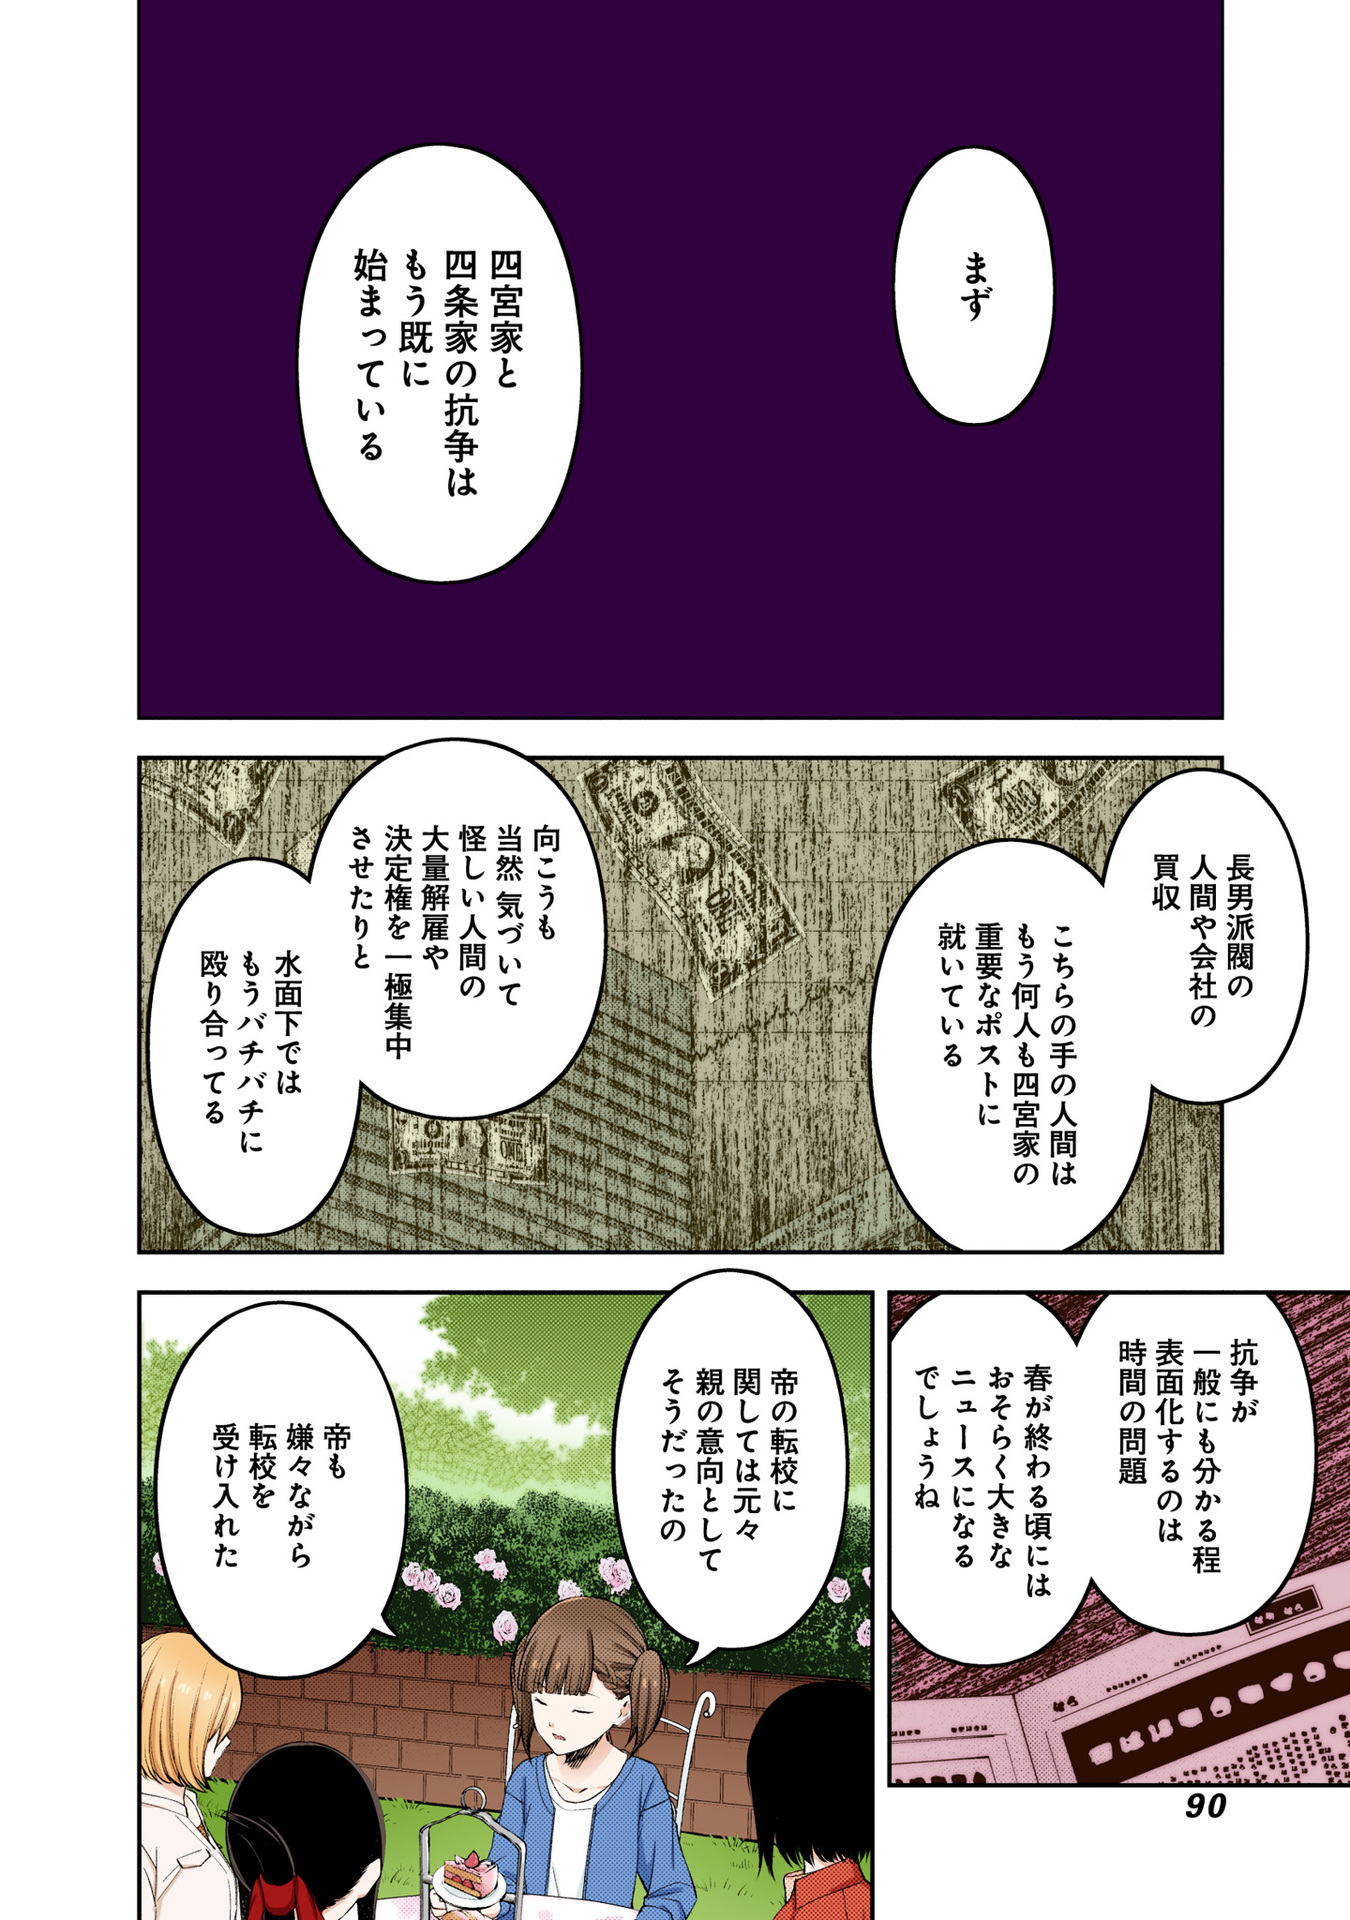 まず
四宮家と
四条家の抗争は
もう既に
始まっている
長男派閥の
人間や会社の
買収
こちらの手の人間は
もう何人も四宮家の
重要なポストに
就いている
向こうも
当然 気づいて
怪しい人間の
大量解雇や
決定権を一極集中
させたりと
水面下では
もうバチバチに
殴り合ってる
抗争が
一般にも分かる程
表面化するのは
時間の問題
春が終わる頃には
おそらく大きな
ニュースになる
でしょうね
帝の転校に
関しては元々
親の意向として
そうだったの
帝も
嫌々ながら
転校を
受け入れた
90